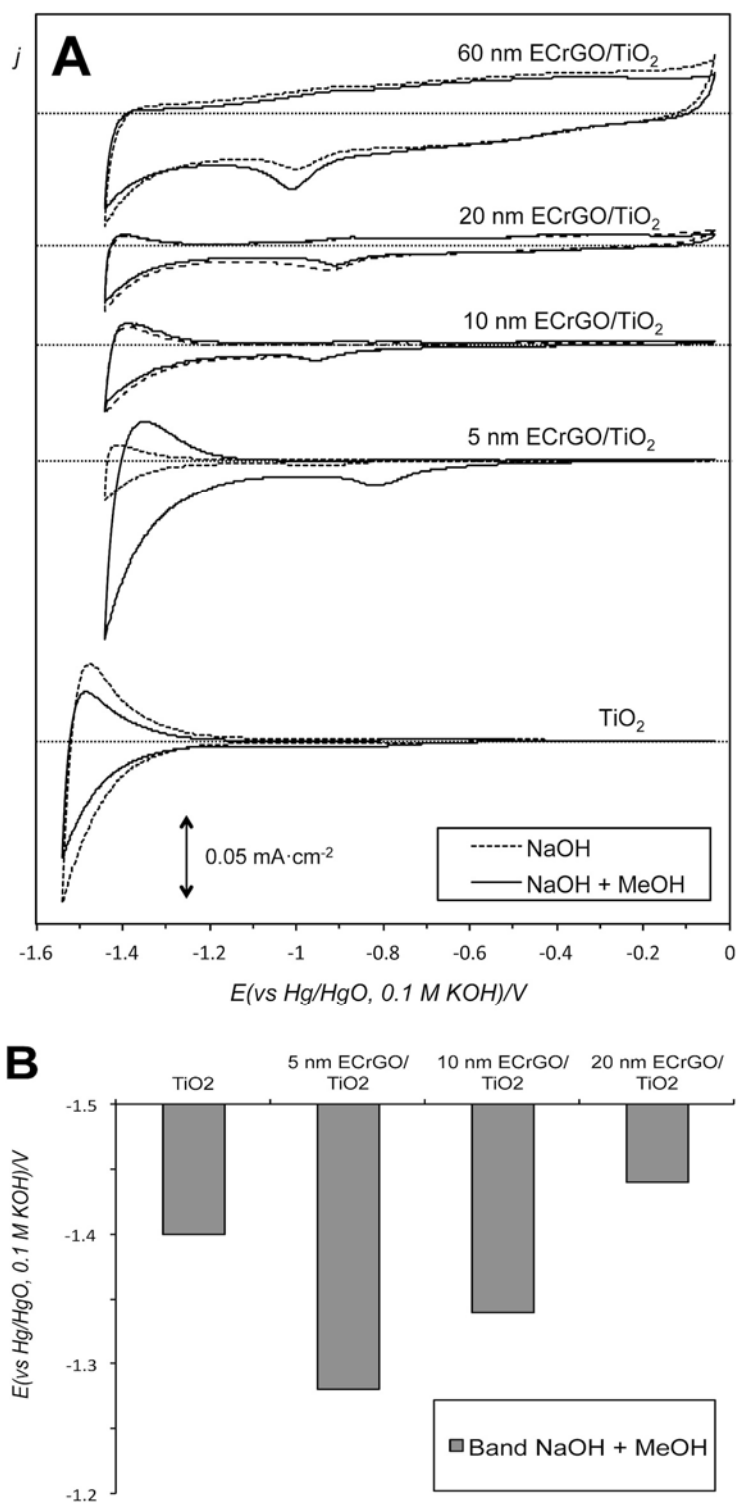 j
A
60 nm ECrGO/TiO2
20 nm ECrGO/TiO2
10 nm ECrGO/TiO2
5 nm ECrGO/TiO2
TiO2
0.05 mA·cm-2
NaOH
NaOH + MeOH
-1.6 -1.4 -1.2 -1 -0.8 -0.6 -0.4 -0.2 0
E(vs Hg/HgO, 0.1 M KOH)/V
B
TiO2
5 nm ECrGO/
TiO2
10 nm ECrGO/
TiO2
20 nm ECrGO/
TiO2
-1.5
-1.4
-1.3
-1.2
E(vs Hg/HgO, 0.1 M KOH)/V
Band NaOH + MeOH